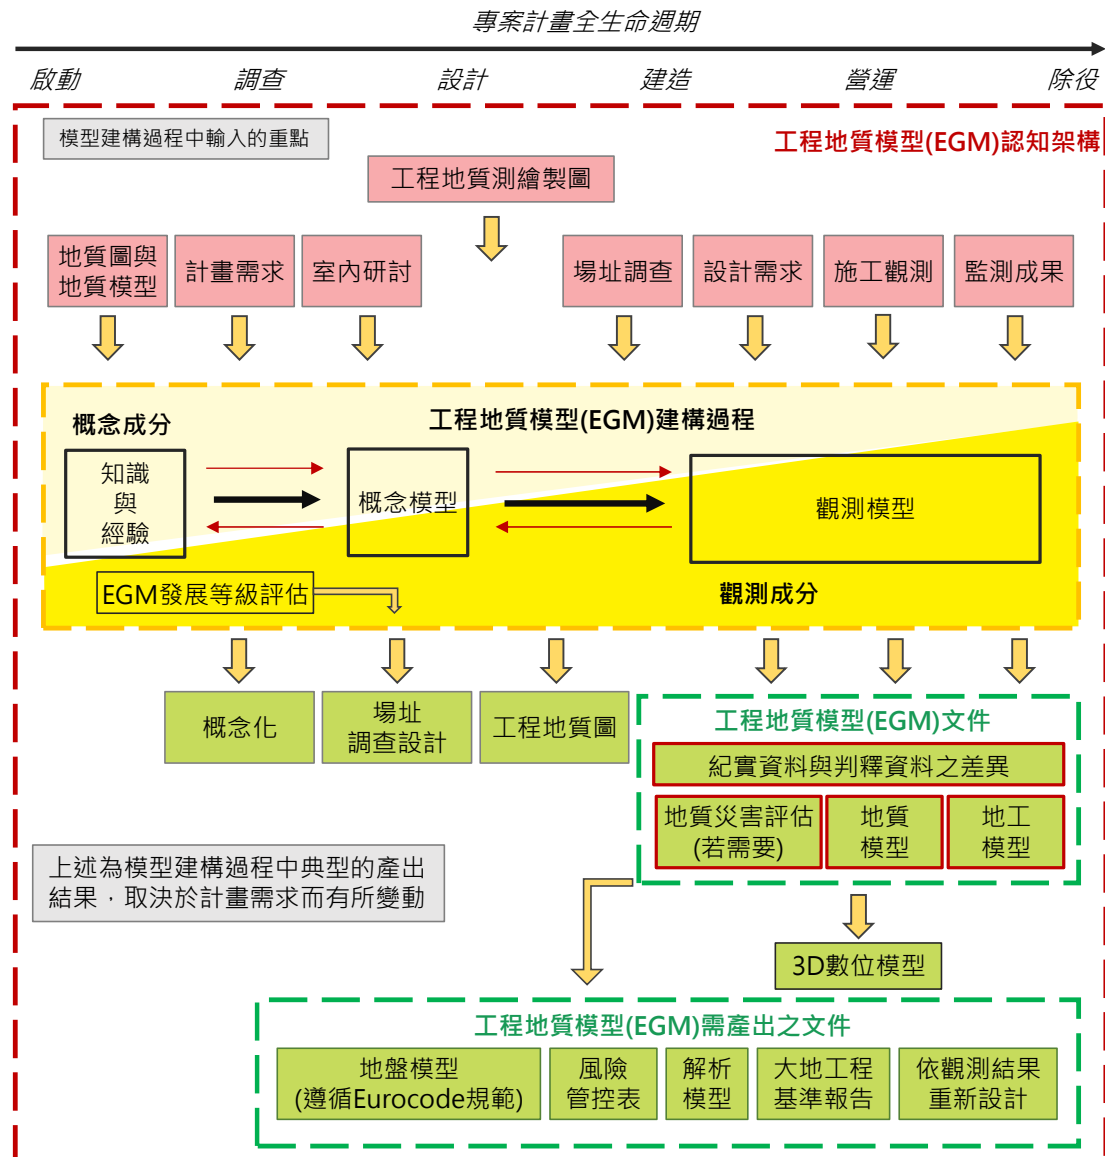 專案計畫全生命週期
啟動 調查 設計 建造 營運 除役
模型建構過程中輸入的重點
工程地質模型(EGM)認知架構
工程地質測繪製圖
地質圖與
地質模型
計畫需求
室內研討
場址調查
設計需求
施工觀測
監測成果
概念成分
工程地質模型(EGM)建構過程
知識
與
經驗
概念模型
觀測模型
EGM發展等級評估
觀測成分
概念化
場址
調查設計
工程地質圖
工程地質模型(EGM)文件
紀實資料與判釋資料之差異
地質災害評估
(若需要)
地質
模型
地工
模型
上述為模型建構過程中典型的產出
結果，取決於計畫需求而有所變動
3D數位模型
工程地質模型(EGM)需產出之文件
地盤模型
(遵循Eurocode規範)
風險
管控表
解析
模型
大地工程
基準報告
依觀測結果
重新設計